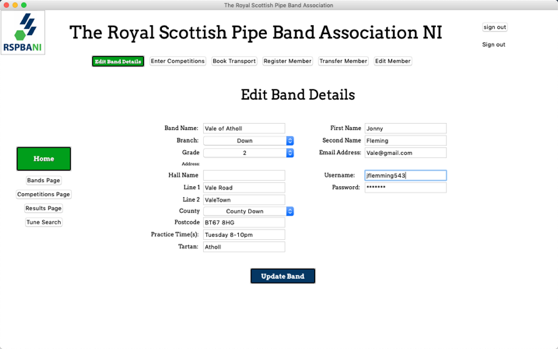 The Royal Scottish Pipe Band Association
RSPBANI
The Royal Scottish Pipe Band Association NI
sign out
Sign out
Edit Band Details
Enter Competitions
Book Transport
Register Member
Transfer Member
Edit Member
Edit Band Details
Home
Bands Page
Competitions Page
Results Page
Tune Search
Band Name: Vale of Atholl
Branch: Down
Grade 2
Address
Hall Name
Line 1 Vale Road
Line 2 ValeTown
County County Down
Postcode BT67 8HG
Practice Time(s): Tuesday 8-10pm
Tartan: Atholl
First Name Jonny
Second Name Fleming
Email Address: Vale@gmail.com
Username: jflemming543
Password: •••••••
Update Band